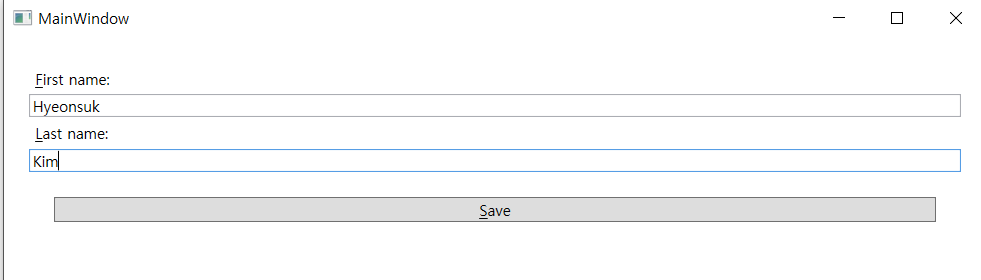 MainWindow
First name:
Hyeonsuk
Last name:
Kim
Save